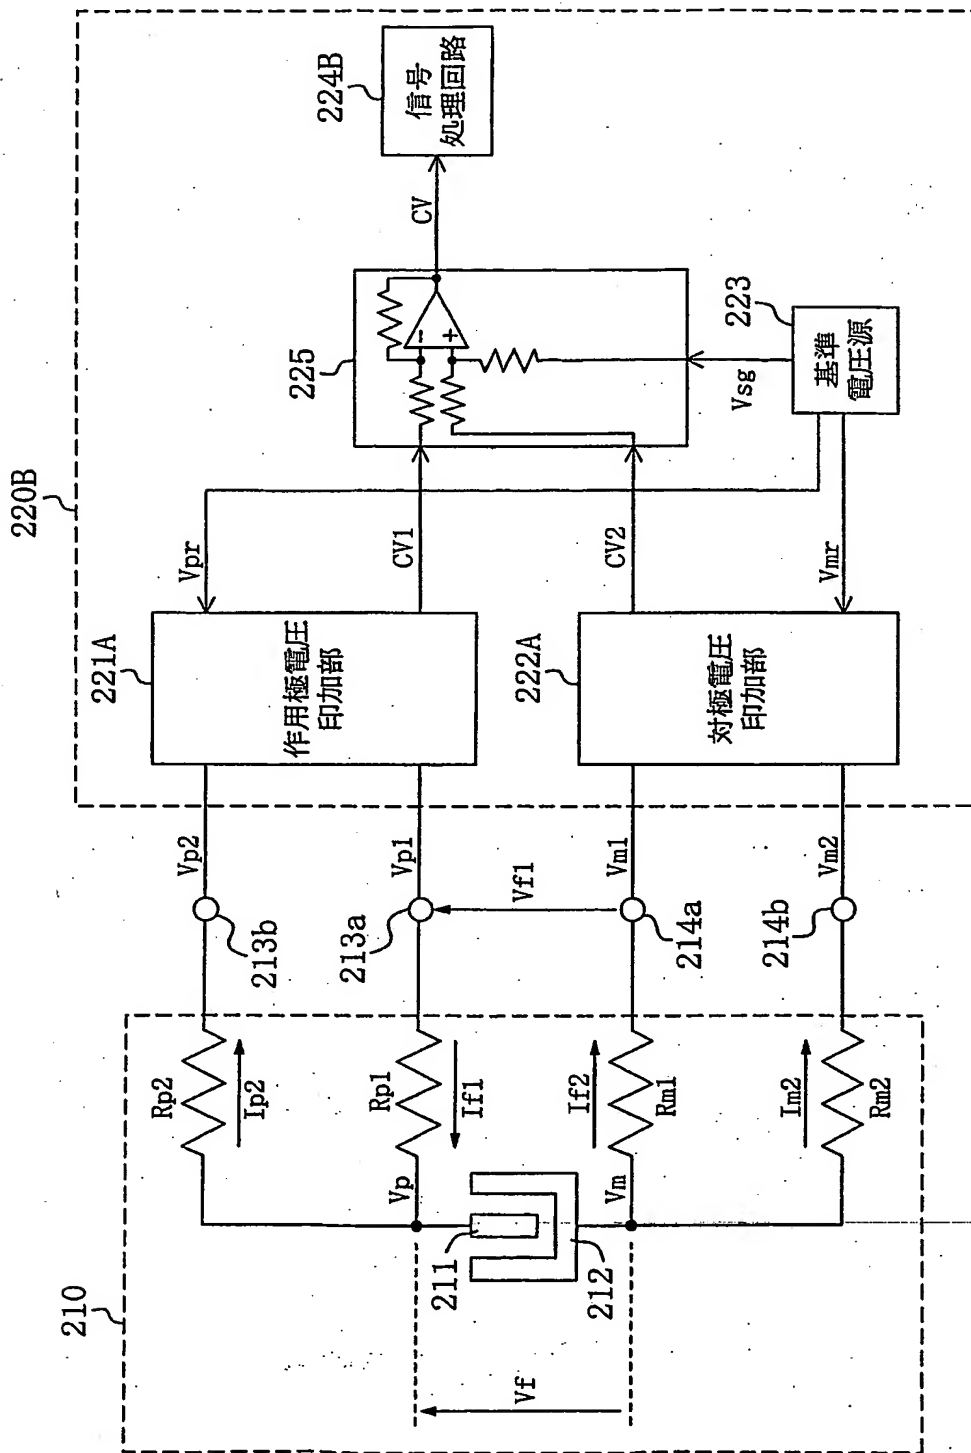 220B
224B
信号
処理回路
CV
225
-
+
223
基準
電圧源
Vsg
Vpr
CV1
CV2
Vmr
221A
作用極電圧
印加部
222A
対極電圧
印加部
Vp2
Vp1
Vm1
Vm2
Vf1
213b
213a
214a
214b
210
Rp2
Ip2
Rp1
If1
If2
Rm1
Im2
Rm2
Vp
Vm
211
212
Vf